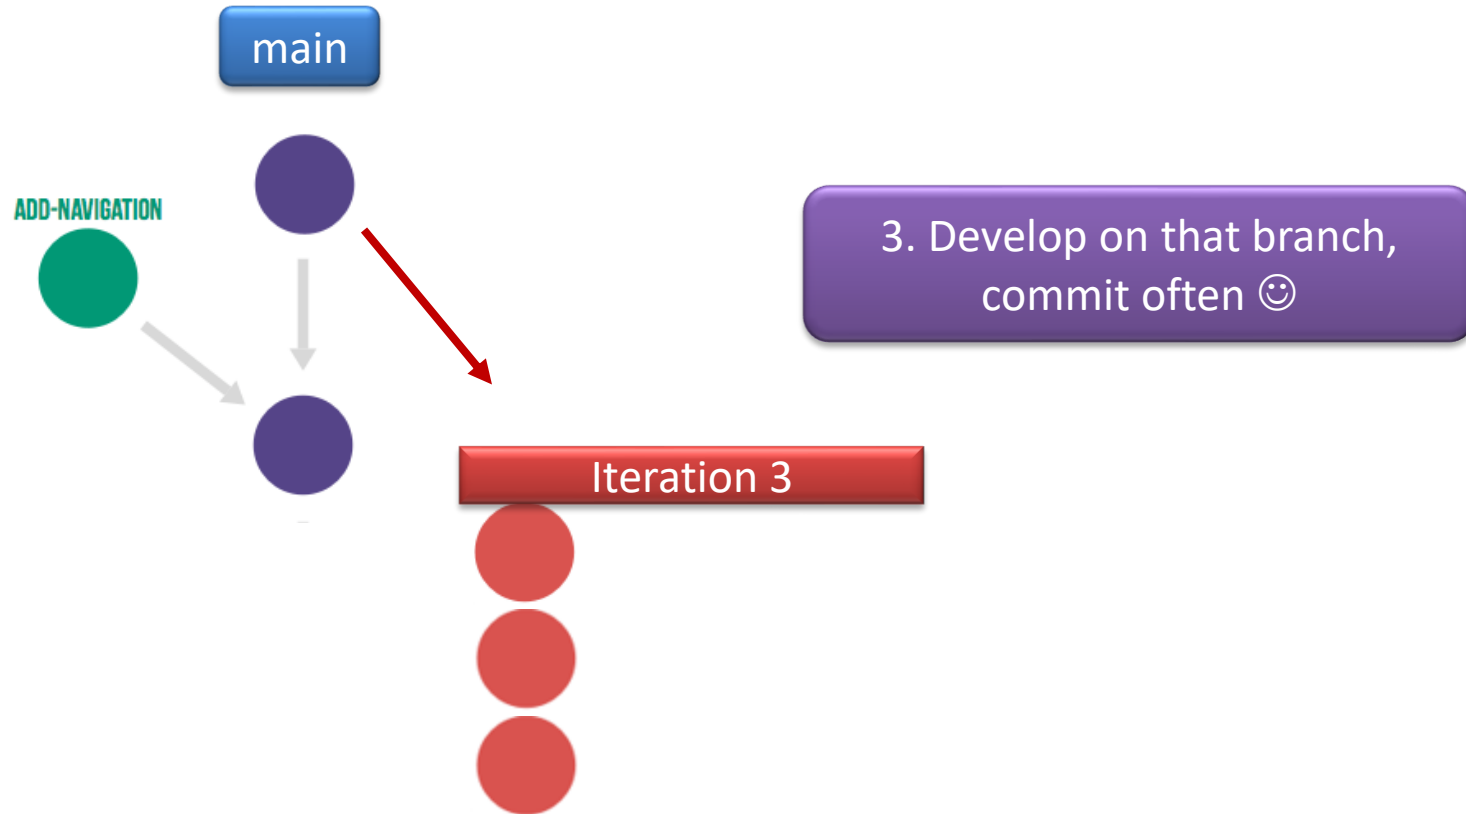 main
ADD-NAVIGATION
3. Develop on that branch,
commit often ☺
Iteration 3